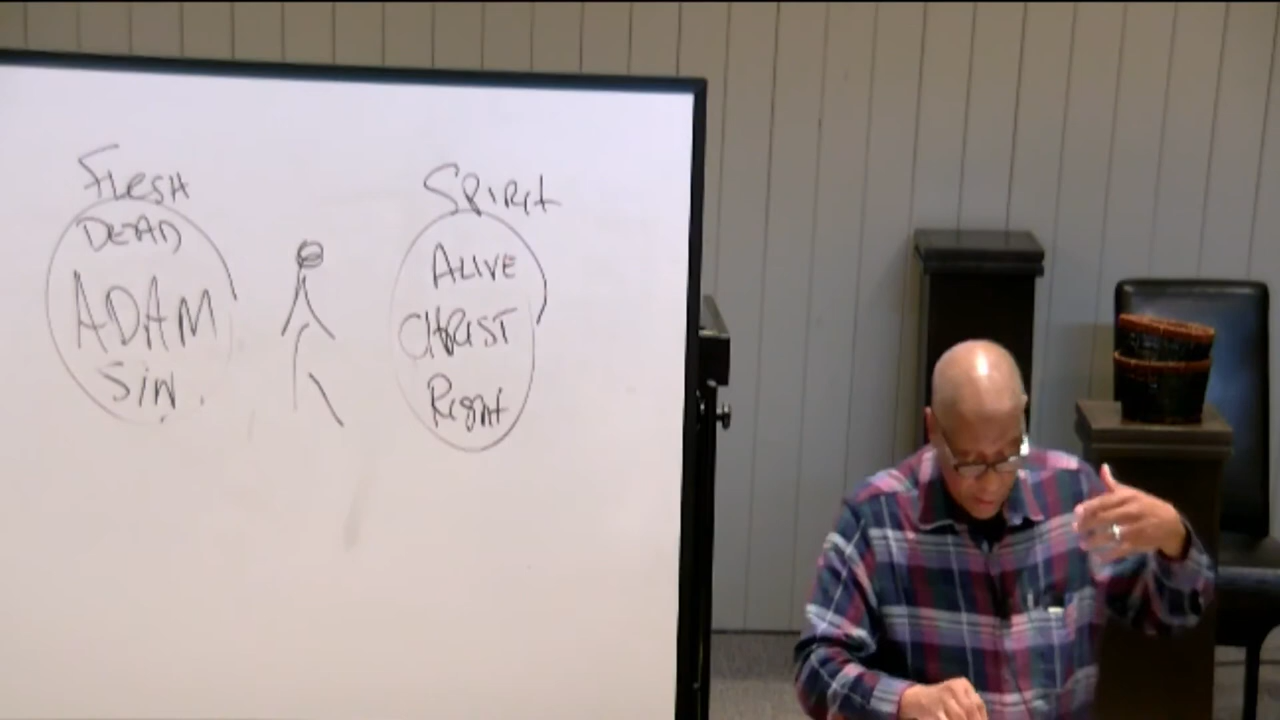 FLESH
DEAD
ADAM
SIN.
SPIRIt
ALIVE
CHRIST
Right